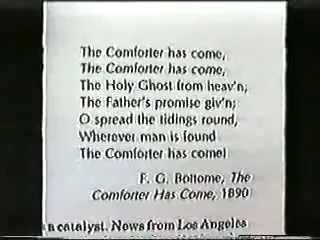 The Comforter has come,
The Comforter has come,
The Holy Ghost from heav'n;
The Father's promise giv'n;
O spread the tidings round,
Wherever man is found
The Comforter has come!
F. G. Bottome, The
Comforter Has Come, 1890
a catalyst. News from Los Angeles